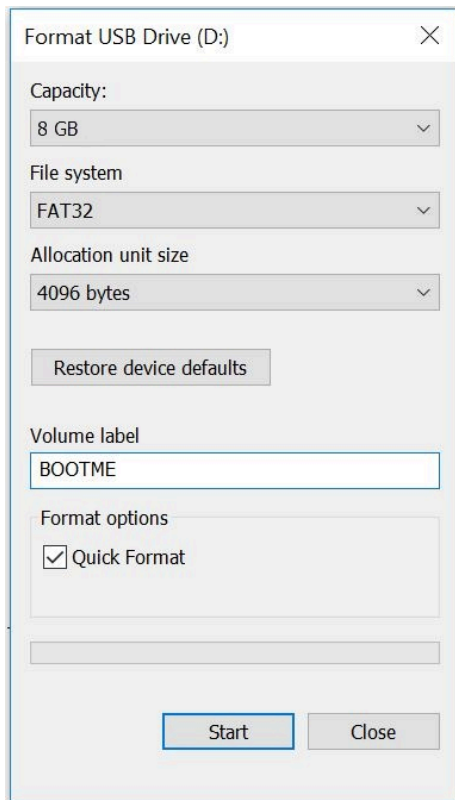 Format USB Drive (D:)
Capacity:
8 GB
File system
FAT32
Allocation unit size
4096 bytes
Restore device defaults
Volume label
BOOTME
Format options
Quick Format
Start
Close